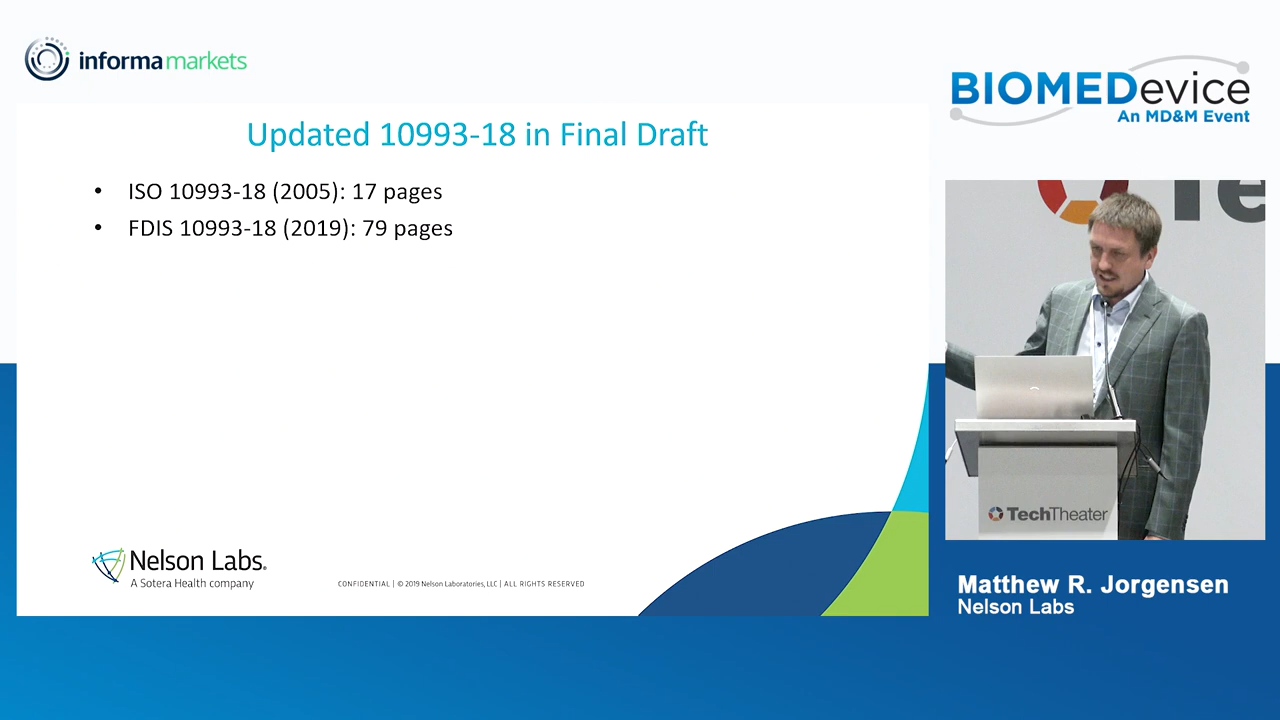 informa markets
BIOMEDevice
An MD&M Event
Updated 10993-18 in Final Draft
• ISO 10993-18 (2005): 17 pages
• FDIS 10993-18 (2019): 79 pages
Te
TechTheater
Nelson Labs®
A Sotera Health company
CONFIDENTIAL | © 2019 Nelson Laboratories, LLC | ALL RIGHTS RESERVED
Matthew R. Jorgensen
Nelson Labs